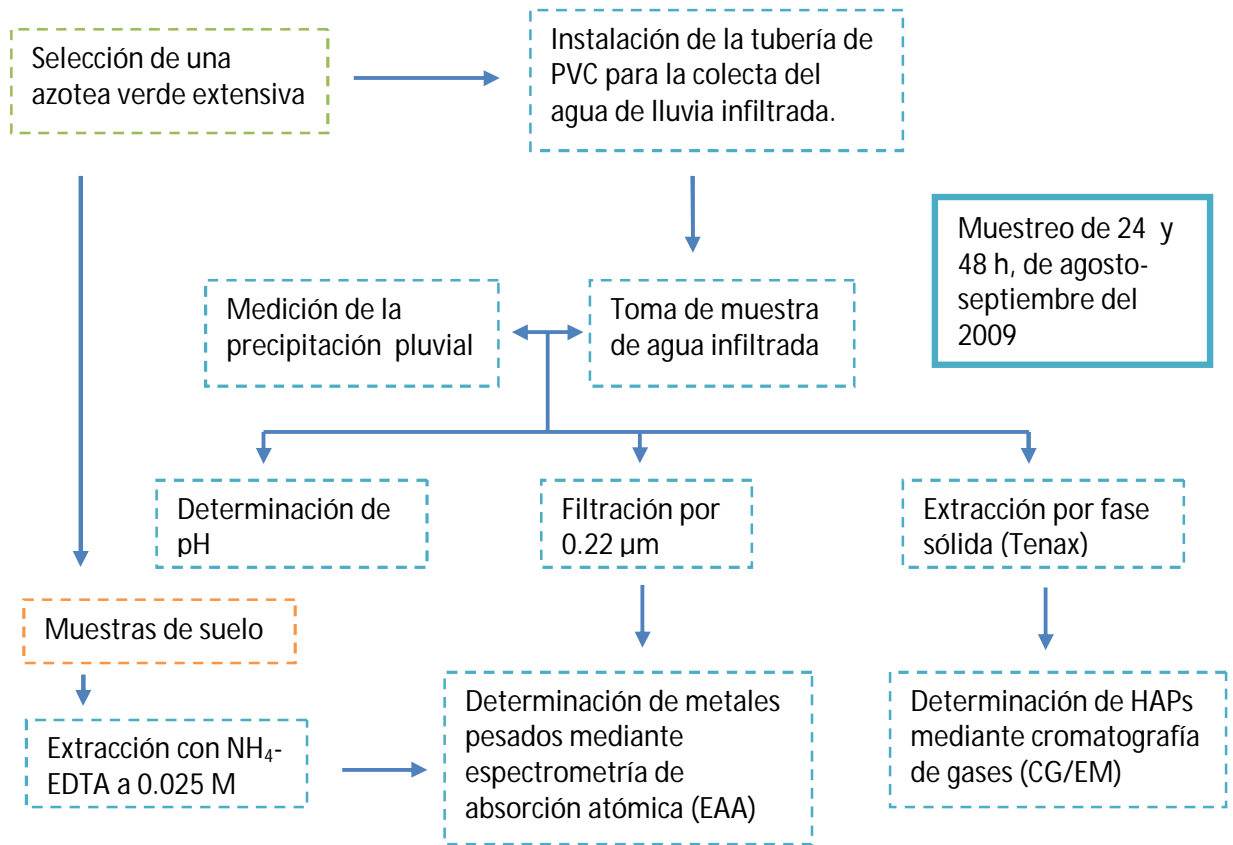 Selección de una
azotea verde extensiva
Instalación de la tubería de
PVC para la colecta del
agua de lluvia infiltrada.
Muestreo de 24 y
48 h, de agosto-
septiembre del
2009
Medición de la
precipitación pluvial
Toma de muestra
de agua infiltrada
Determinación de
pH
Filtración por
0.22 µm
Extracción por fase
sólida (Tenax)
Muestras de suelo
Extracción con NH₄-
EDTA a 0.025 M
Determinación de metales
pesados mediante
espectrometría de
absorción atómica (EAA)
Determinación de HAPs
mediante cromatografía
de gases (CG/EM)